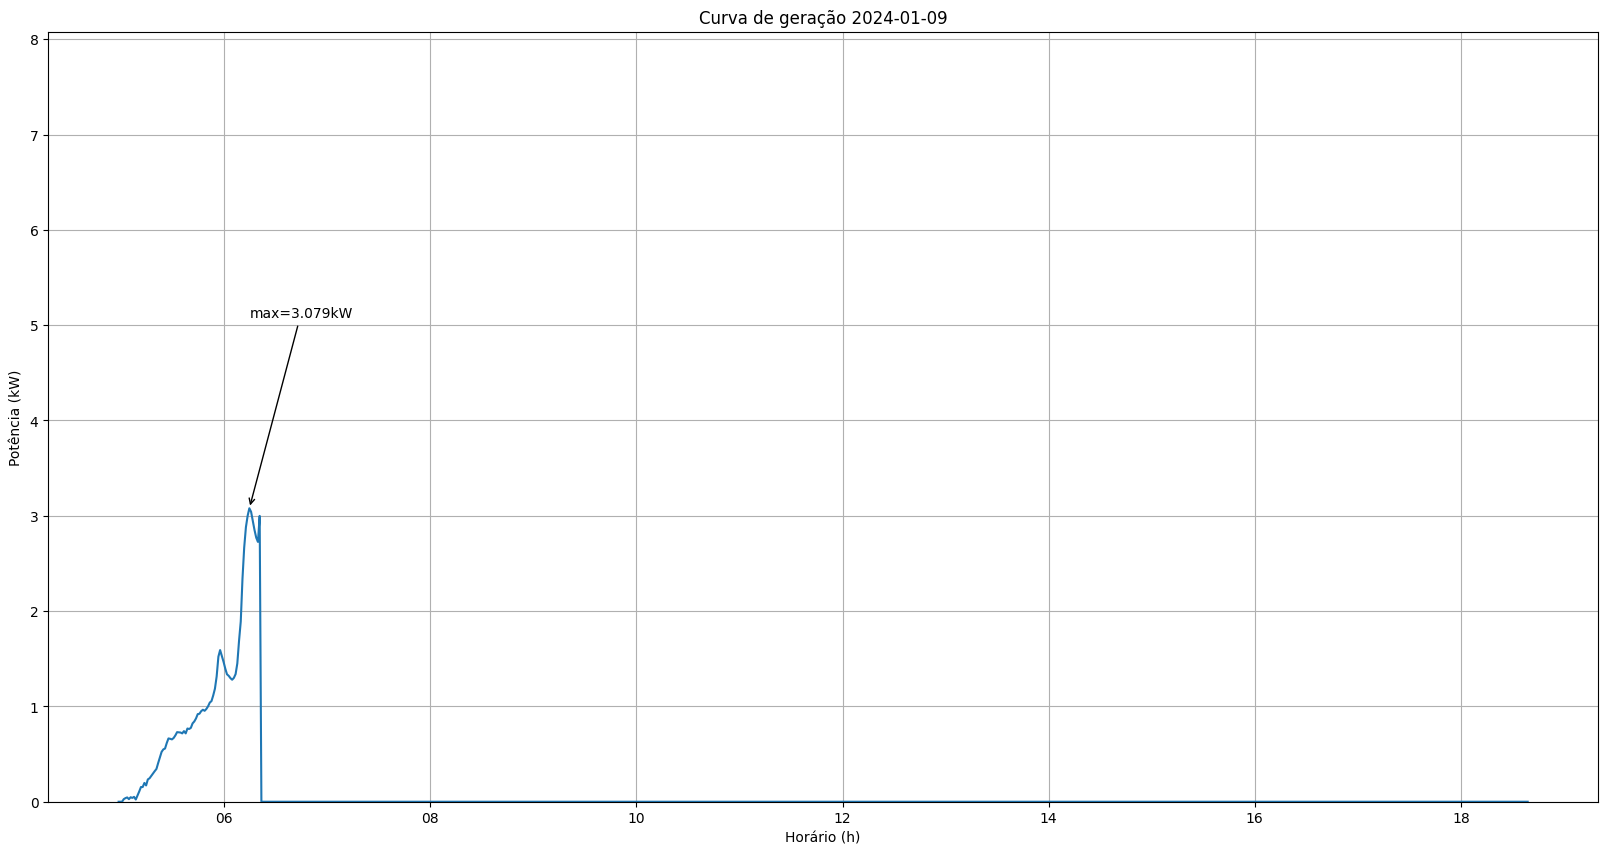 Curva de geração 2024-01-09
8
7
6
5
4
3
2
1
0
Potência (kW)
max=3.079kW
06 08 10 12 14 16 18
Horário (h)